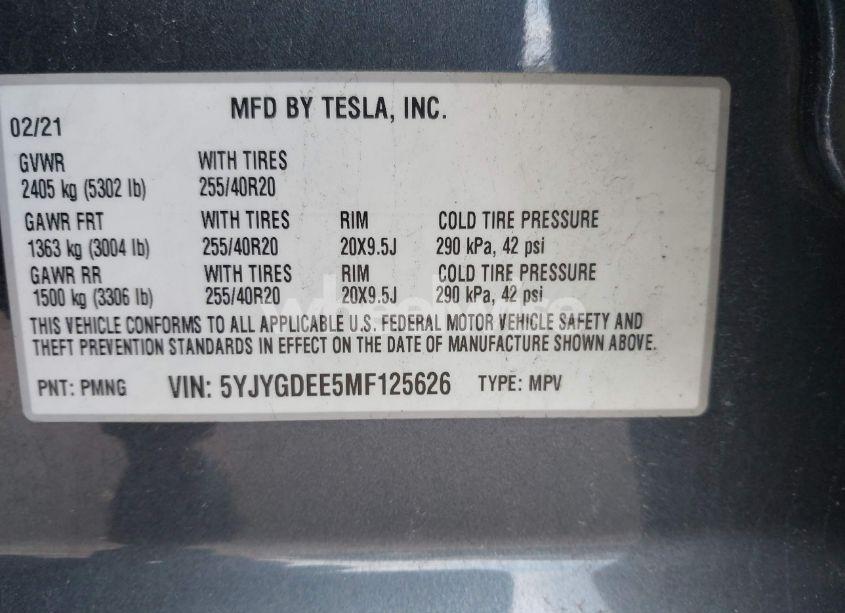 MFD BY TESLA, INC.
02/21
GVWR WITH TIRES
2405 kg (5302 lb) 255/40R20
GAWR FRT WITH TIRES RIM COLD TIRE PRESSURE
1363 kg (3004 lb) 255/40R20 20X9.5J 290 kPa, 42 psi
GAWR RR WITH TIRES RIM COLD TIRE PRESSURE
1500 kg (3306 lb) 255/40R20 20X9.5J 290 kPa, 42 psi
THIS VEHICLE CONFORMS TO ALL APPLICABLE U.S. FEDERAL MOTOR VEHICLE SAFETY AND
THEFT PREVENTION STANDARDS IN EFFECT ON THE DATE OF MANUFACTURE SHOWN ABOVE.
PNT: PMNG VIN: 5YJYGDEE5MF125626 TYPE: MPV